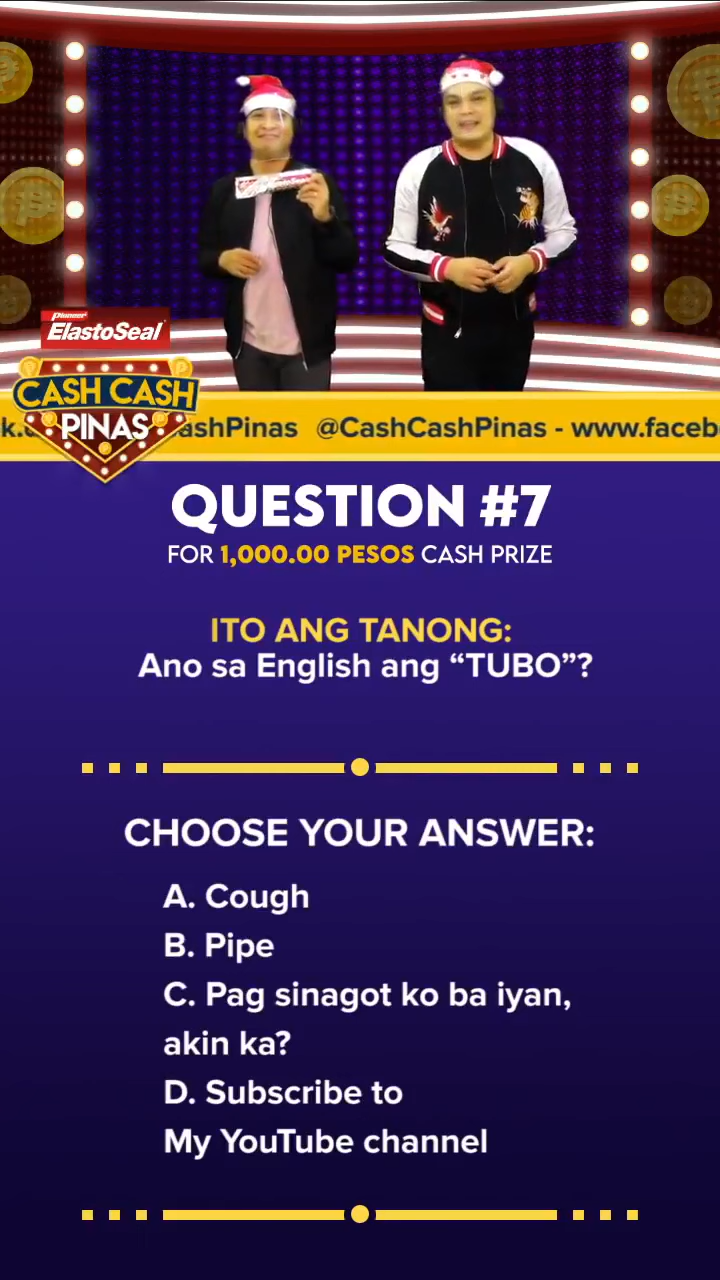 Pioneer
ElastoSeal
CASH CASH
PINAS
ashPinas @CashCashPinas - www.faceb
QUESTION #7
FOR 1,000.00 PESOS CASH PRIZE
ITO ANG TANONG:
Ano sa English ang “TUBO”?
CHOOSE YOUR ANSWER:
A. Cough
B. Pipe
C. Pag sinagot ko ba iyan,
akin ka?
D. Subscribe to
My YouTube channel